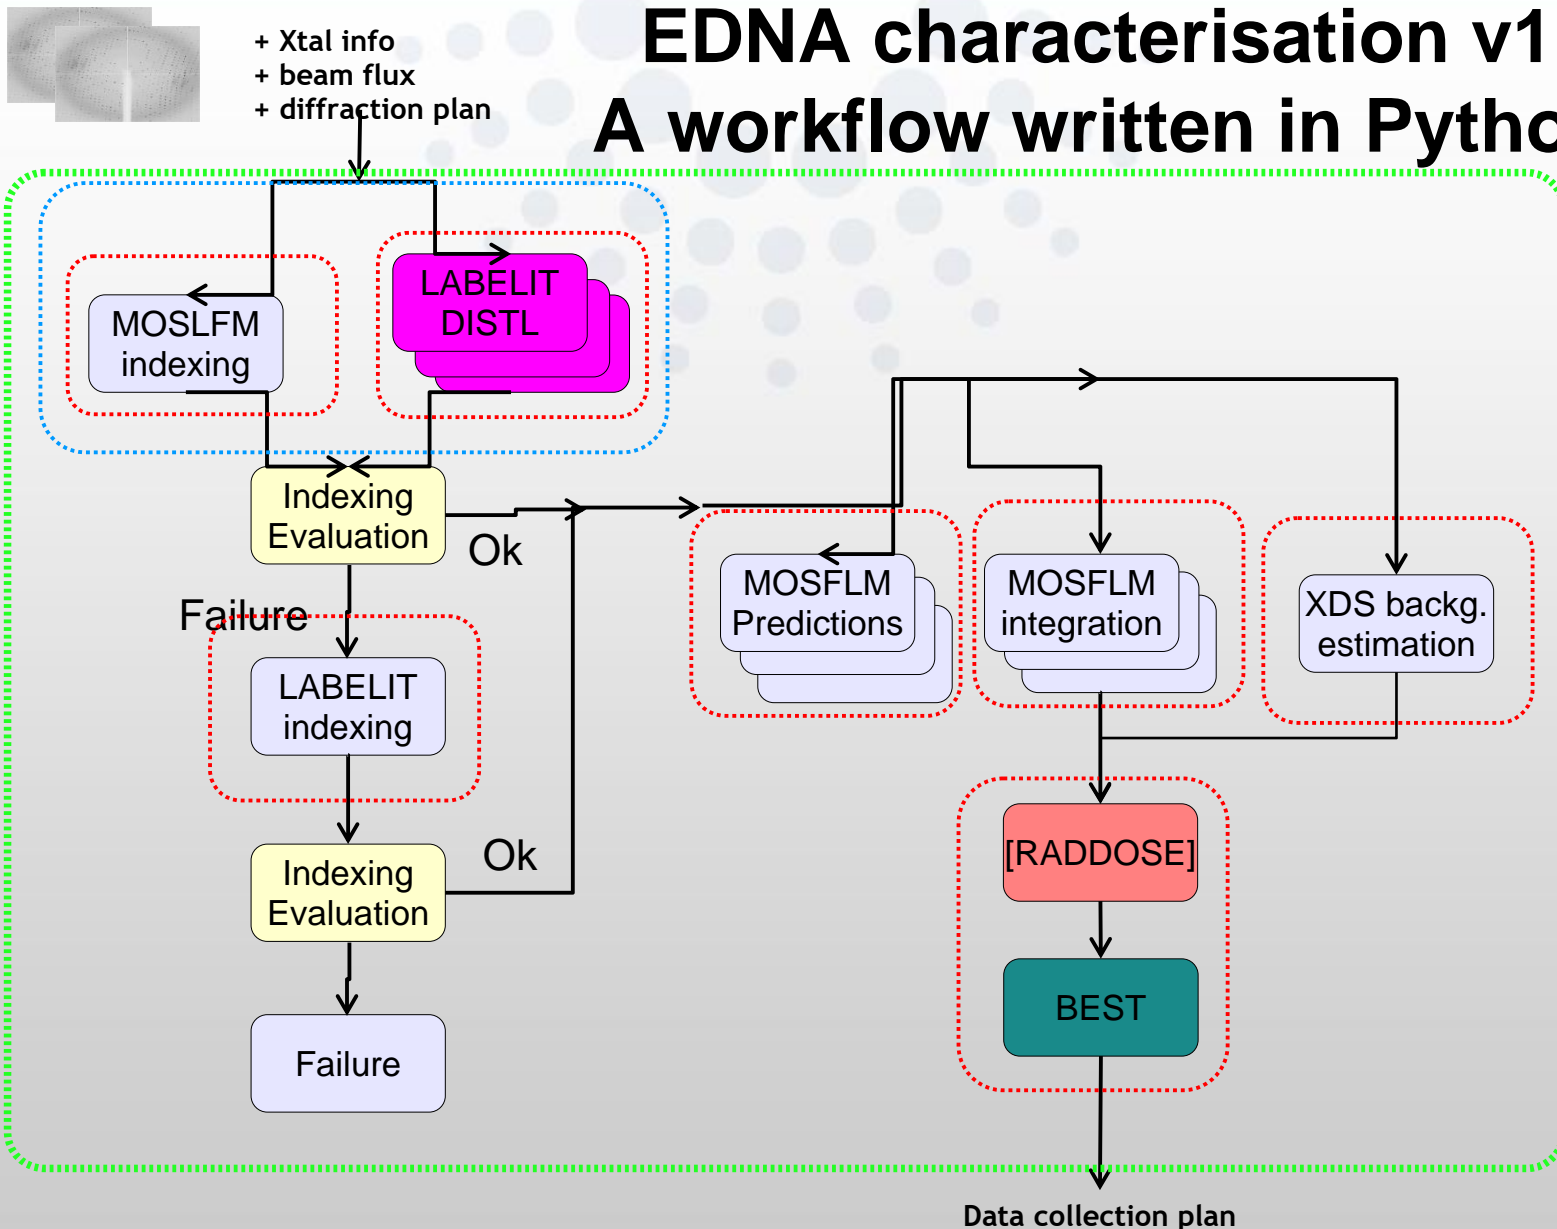 EDNA characterisation v1
A workflow written in Pytho
+ Xtal info
+ beam flux
+ diffraction plan
MOSLFM
indexing
LABELIT
DISTL
Indexing
Evaluation
Ok
Failure
LABELIT
indexing
Indexing
Evaluation
Ok
Failure
MOSFLM
Predictions
MOSFLM
integration
XDS backg.
estimation
[RADDOSE]
BEST
Data collection plan